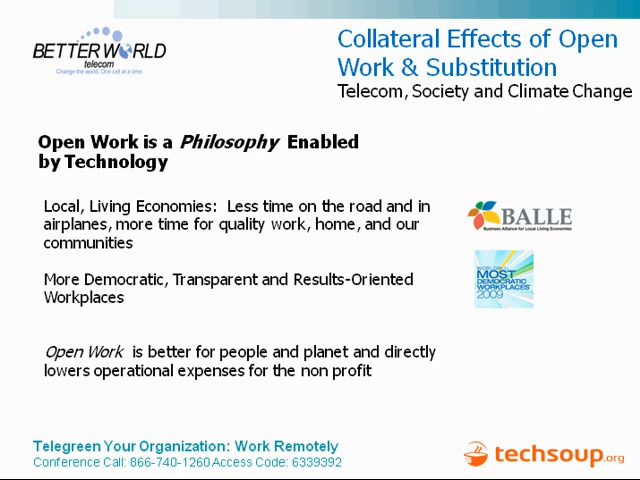 BETTER WORLD
telecom
Change the world. One call at a time.
Collateral Effects of Open
Work & Substitution
Telecom, Society and Climate Change
Open Work is a Philosophy Enabled
by Technology
Local, Living Economies: Less time on the road and in
airplanes, more time for quality work, home, and our
communities
BALLE
Business Alliance for Local Living Economies
More Democratic, Transparent and Results-Oriented
Workplaces
WORLDBLU
MOST
DEMOCRATIC
WORKPLACES
2009
Open Work is better for people and planet and directly
lowers operational expenses for the non profit
Telegreen Your Organization: Work Remotely
Conference Call: 866-740-1260 Access Code: 6339392
techsoup.org